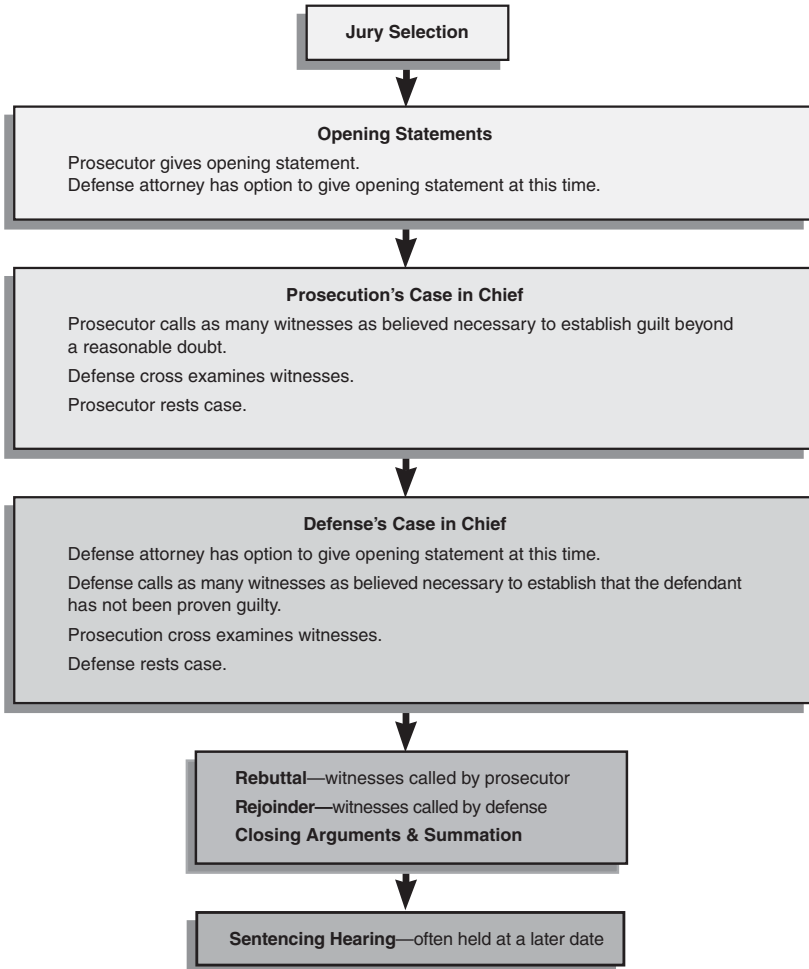 Jury Selection
Opening Statements
Prosecutor gives opening statement.
Defense attorney has option to give opening statement at this time.
Prosecution’s Case in Chief
Prosecutor calls as many witnesses as believed necessary to establish guilt beyond
a reasonable doubt.
Defense cross examines witnesses.
Prosecutor rests case.
Defense’s Case in Chief
Defense attorney has option to give opening statement at this time.
Defense calls as many witnesses as believed necessary to establish that the defendant
has not been proven guilty.
Prosecution cross examines witnesses.
Defense rests case.
Rebuttal—witnesses called by prosecutor
Rejoinder—witnesses called by defense
Closing Arguments & Summation
Sentencing Hearing—often held at a later date